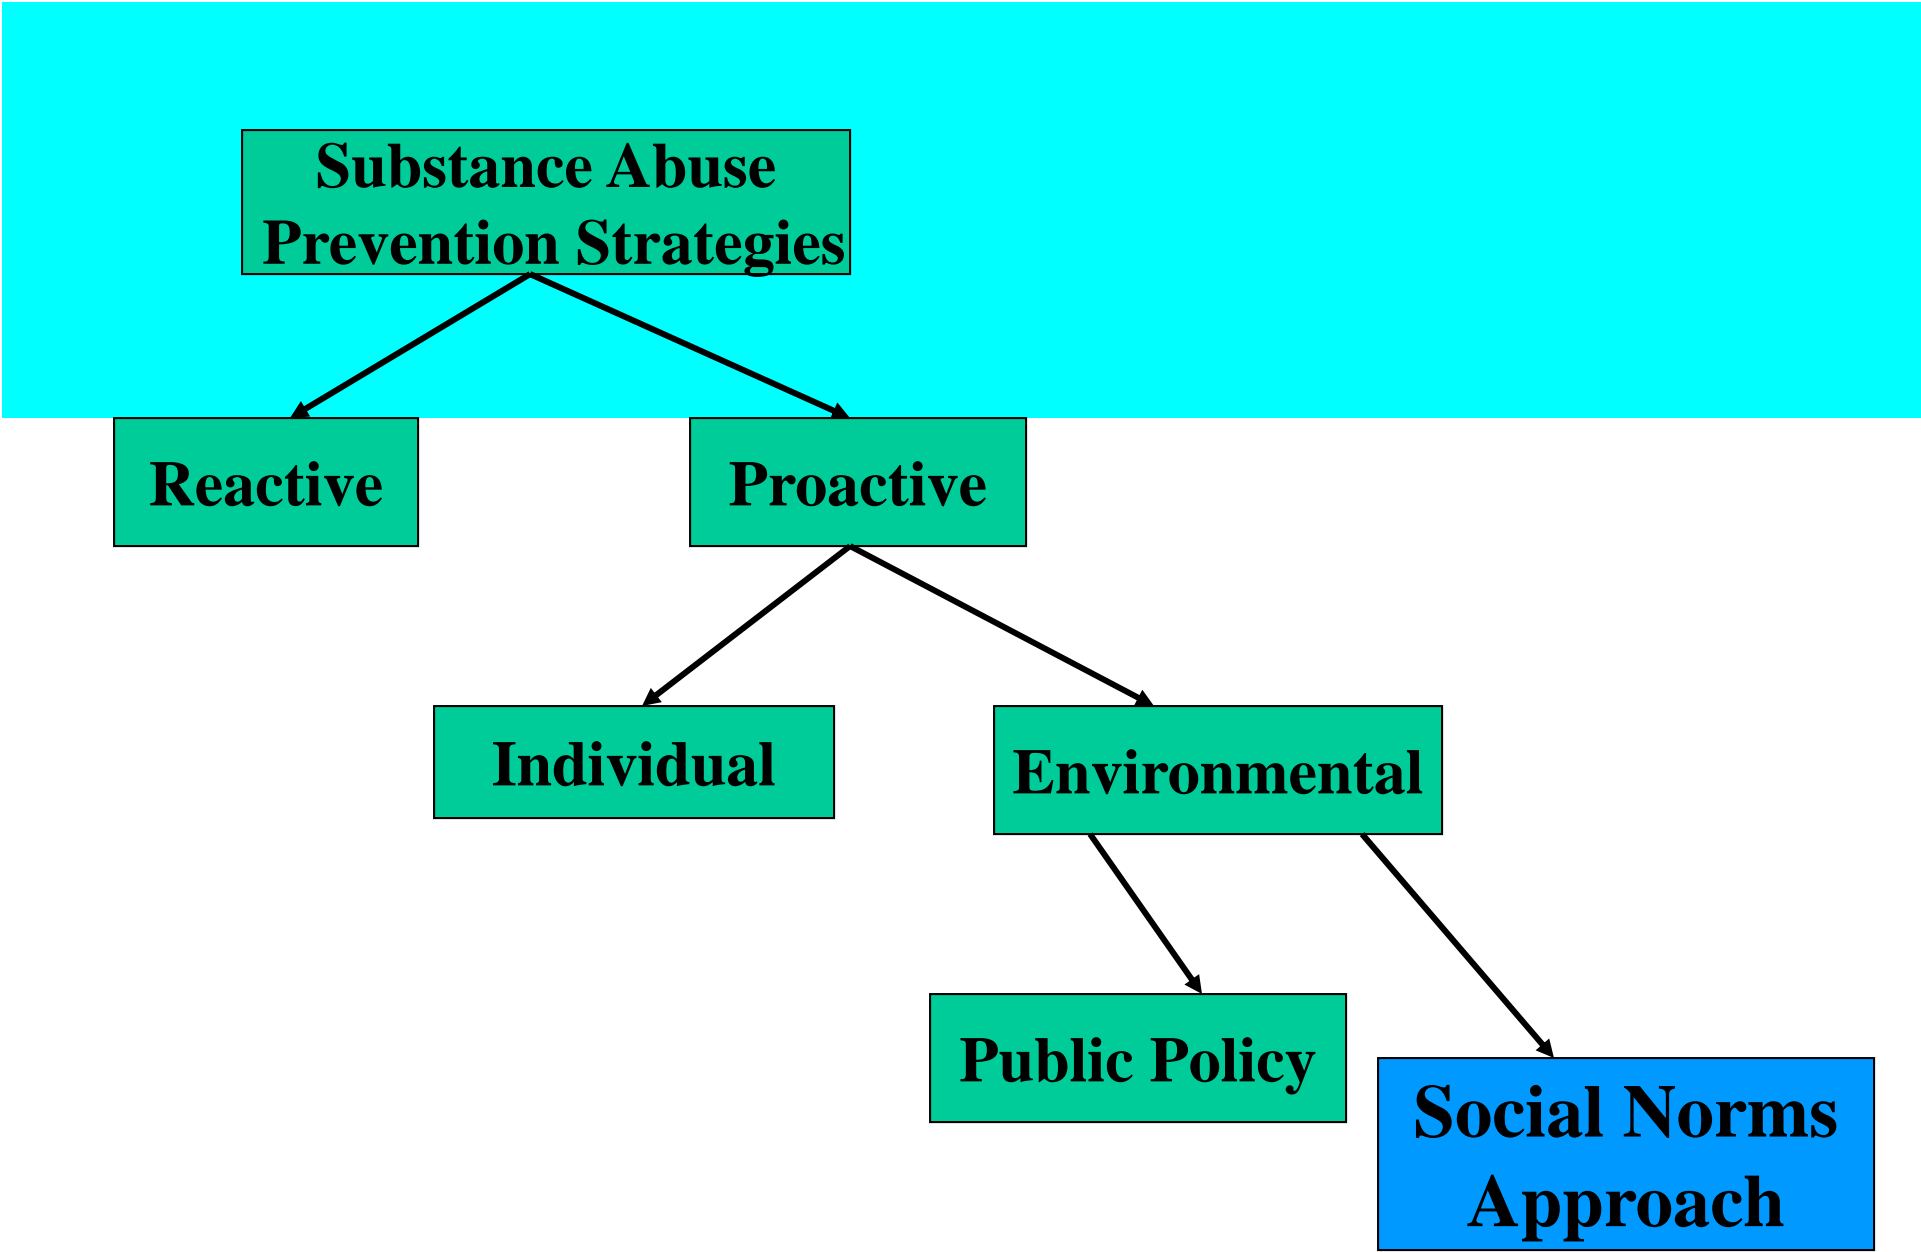 Substance Abuse
Prevention Strategies
Reactive
Proactive
Individual
Environmental
Public Policy
Social Norms
Approach